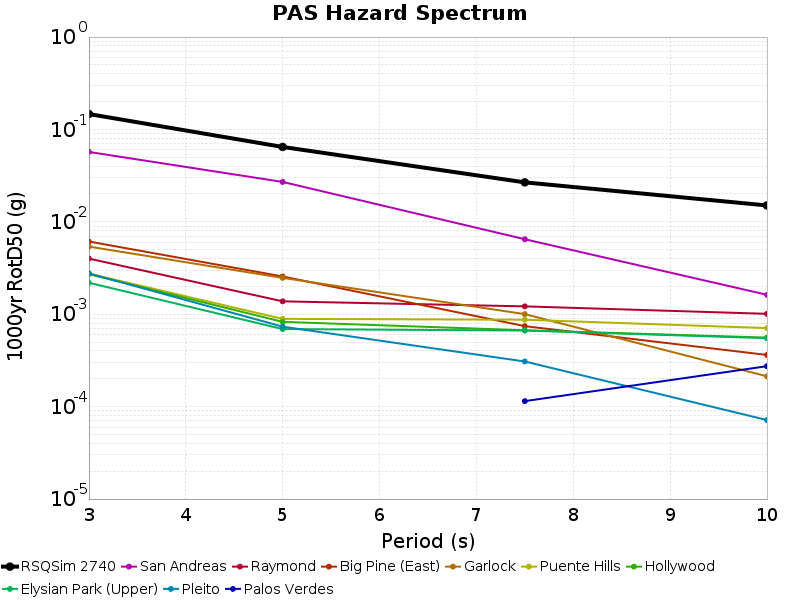 PAS Hazard Spectrum
10^0
10^-1
10^-2
10^-3
10^-4
10^-5
1000yr RotD50 (g)
3 4 5 6 7 8 9 10
Period (s)
RSQSim 2740 San Andreas Raymond Big Pine (East) Garlock Puente Hills Hollywood
Elysian Park (Upper) Pleito Palos Verdes